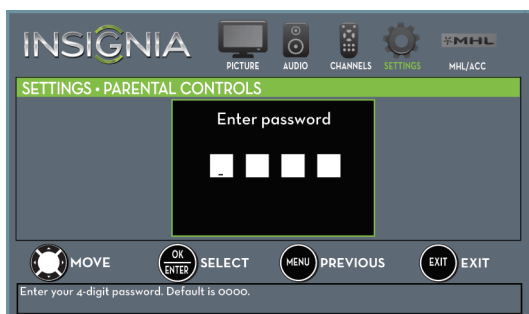 INSIGNIA
PICTURE AUDIO CHANNELS SETTINGS MHL MHL/ACC
SETTINGS • PARENTAL CONTROLS
Enter password
-
MOVE OK ENTER SELECT MENU PREVIOUS EXIT EXIT
Enter your 4-digit password. Default is 0000.